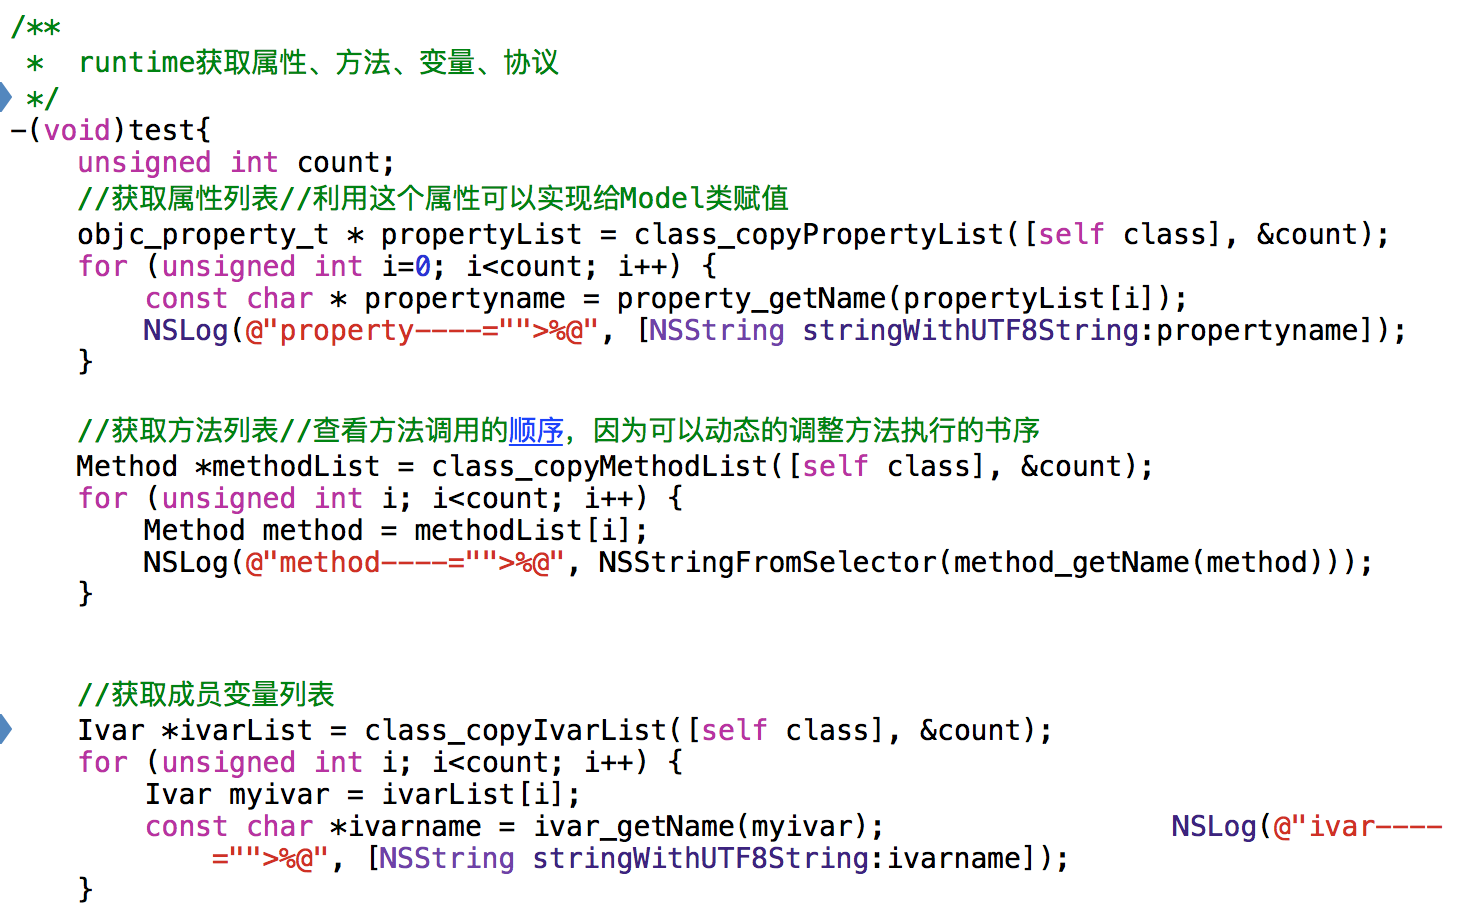 /**
 *  runtime获取属性、方法、变量、协议
 */
-(void)test{
    unsigned int count;
    //获取属性列表//利用这个属性可以实现给Model类赋值
    objc_property_t * propertyList = class_copyPropertyList([self class], &count);
    for (unsigned int i=0; i<count; i++) {
        const char * propertyname = property_getName(propertyList[i]);
        NSLog(@"property----="">%@", [NSString stringWithUTF8String:propertyname]);
    }
    //获取方法列表//查看方法调用的顺序，因为可以动态的调整方法执行的书序
    Method *methodList = class_copyMethodList([self class], &count);
    for (unsigned int i; i<count; i++) {
        Method method = methodList[i];
        NSLog(@"method----="">%@", NSStringFromSelector(method_getName(method)));
    }
    //获取成员变量列表
    Ivar *ivarList = class_copyIvarList([self class], &count);
    for (unsigned int i; i<count; i++) {
        Ivar myivar = ivarList[i];
        const char *ivarname = ivar_getName(myivar);                 NSLog(@"ivar----
            ="">%@", [NSString stringWithUTF8String:ivarname]);
    }